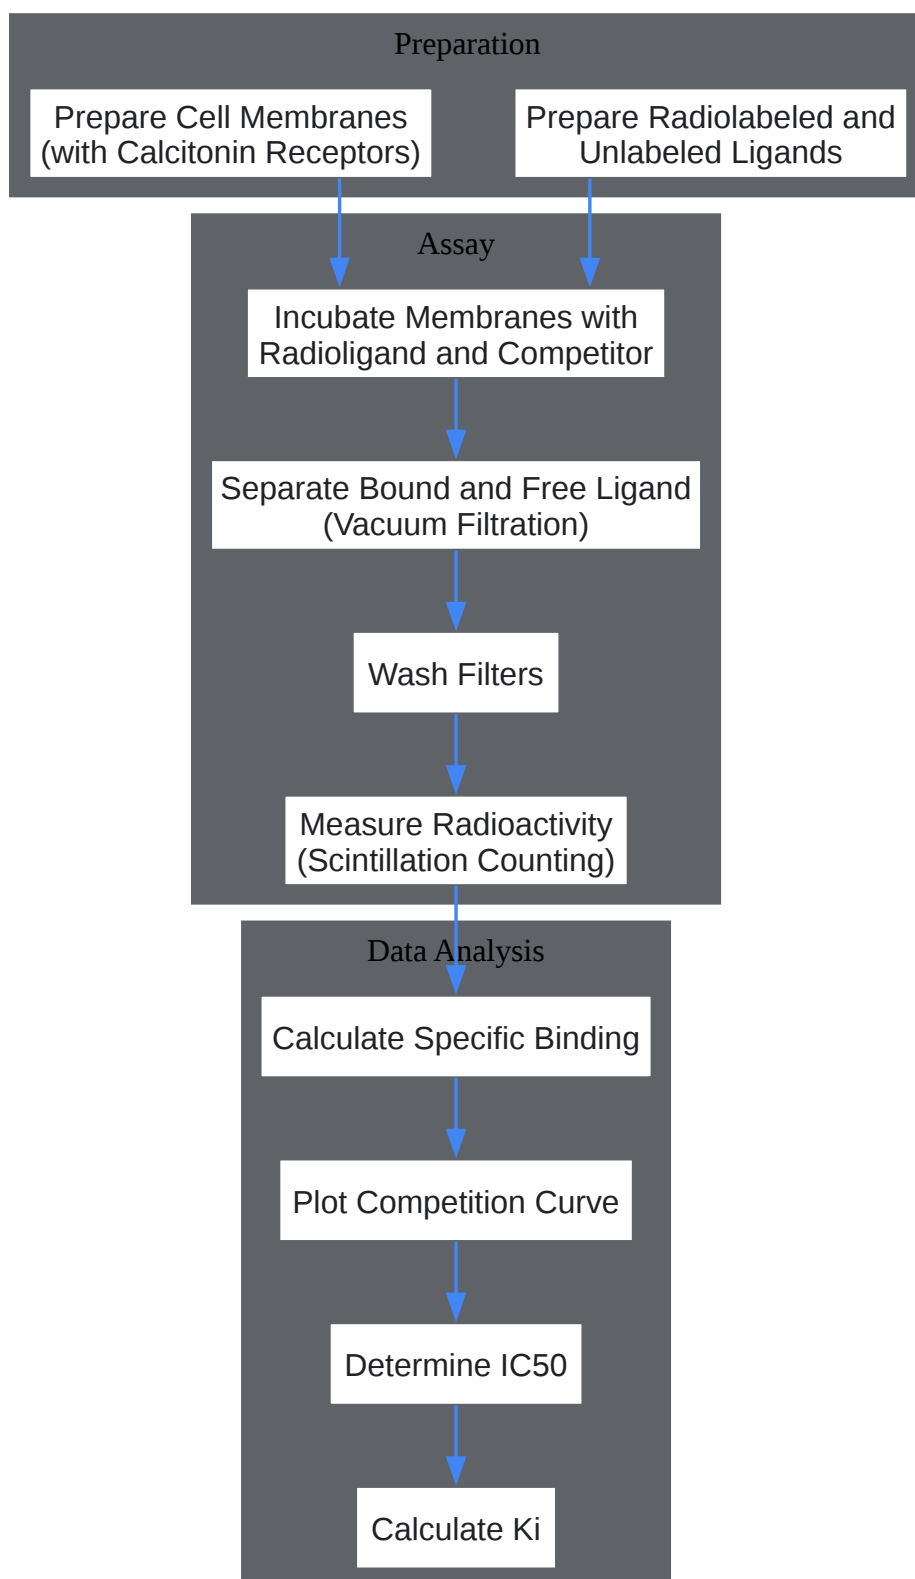 Preparation
Prepare Cell Membranes
(with Calcitonin Receptors)
Prepare Radiolabeled and
Unlabeled Ligands
Assay
Incubate Membranes with
Radioligand and Competitor
Separate Bound and Free Ligand
(Vacuum Filtration)
Wash Filters
Measure Radioactivity
(Scintillation Counting)
Data Analysis
Calculate Specific Binding
Plot Competition Curve
Determine IC50
Calculate Ki